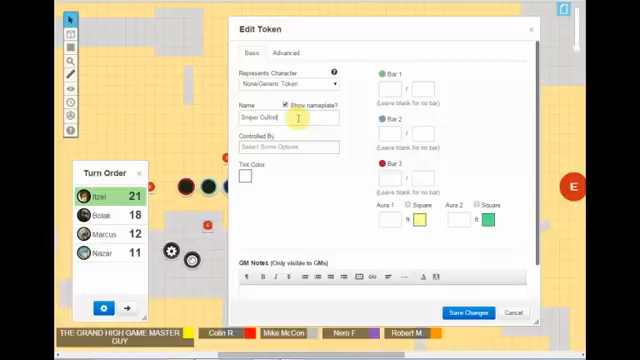 Edit Token
×
Basic
Advanced
Represents Character
?
None/Generic Token
Name
Show nameplate?
Sniper Cultist
Controlled By
Select Some Options
Tint Color
Bar 1
/
(Leave blank for no bar)
Bar 2
/
(Leave blank for no bar)
Bar 3
/
(Leave blank for no bar)
Aura 1
Square
Aura 2
Square
ft.
ft.
GM Notes (Only visible to GMs)
¶ B I T A
Save Changes
Cancel
Turn Order
×
Itzel 21
Bolak 18
Marcus 12
Nazar 11
E
THE GRAND HIGH GAME MASTER GUY
Colin R.
Mike McCon
Nero F
Robert M.